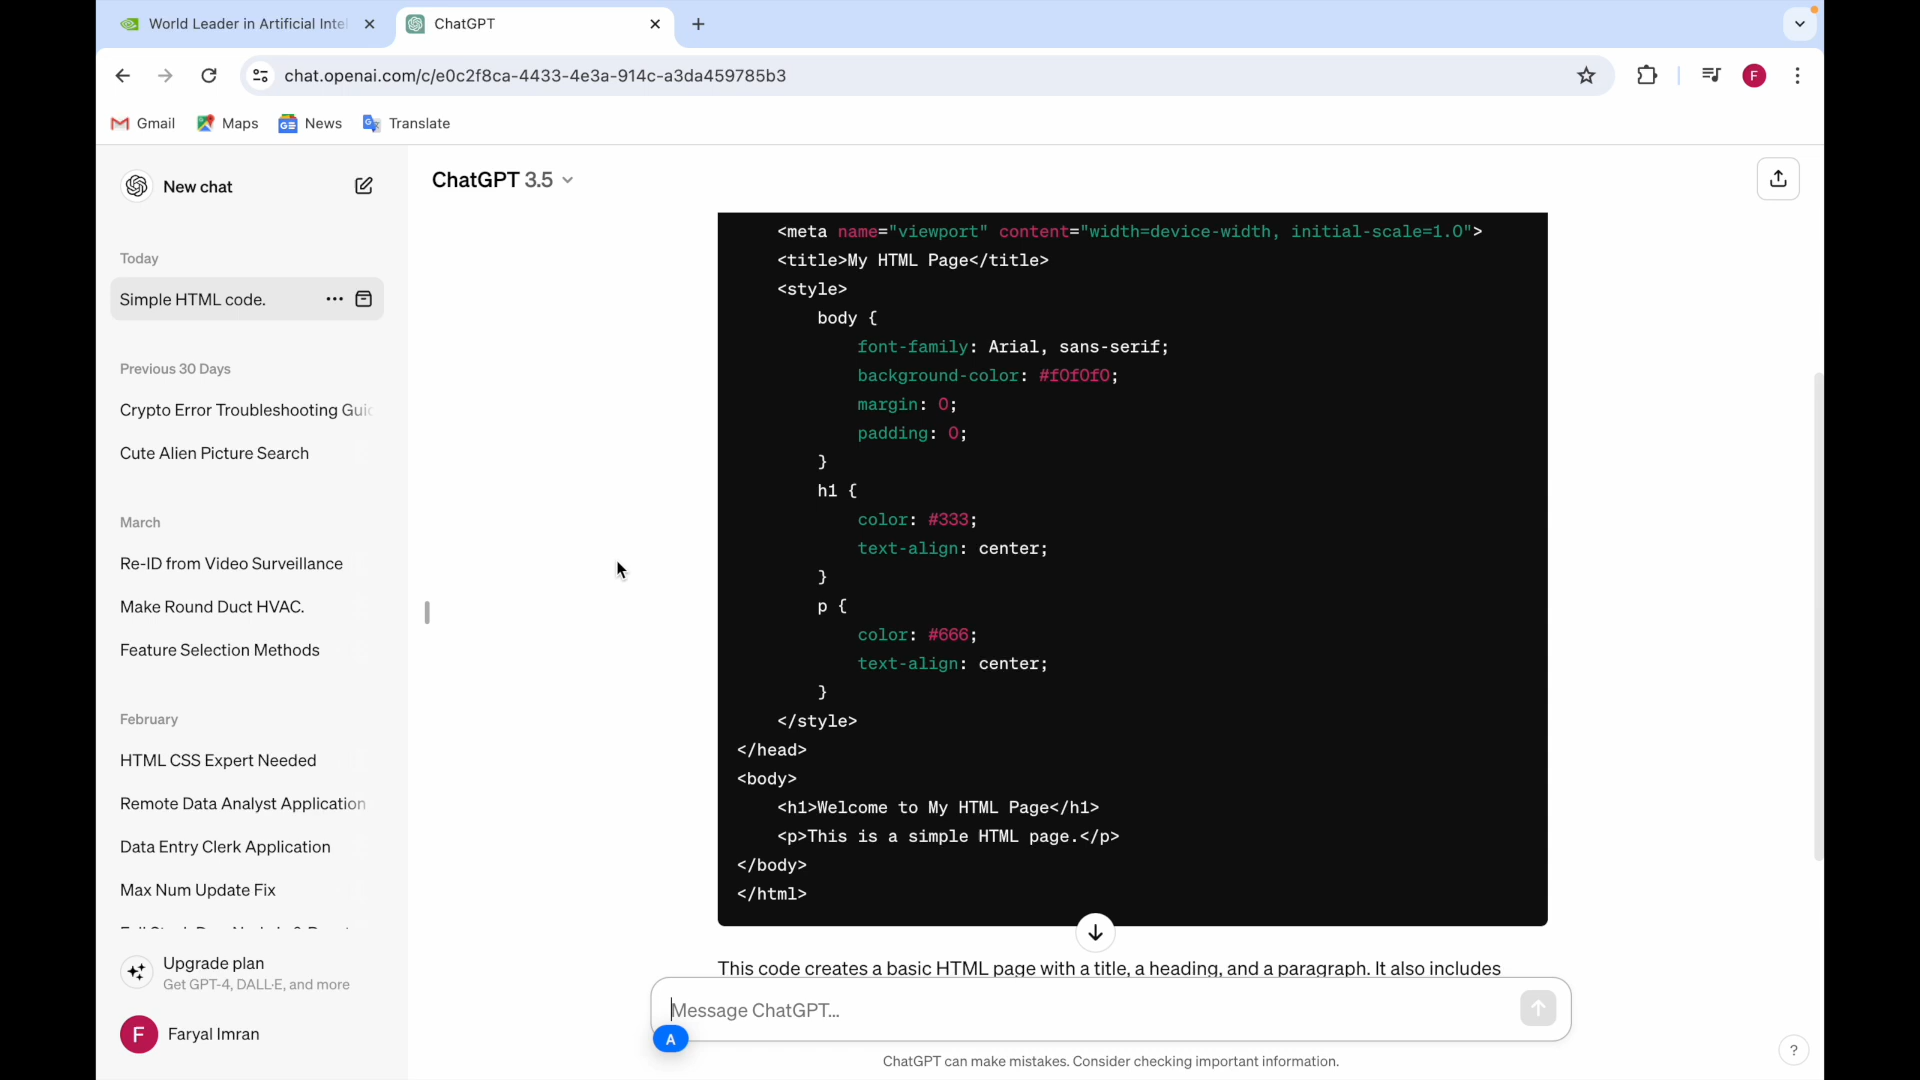 World Leader in Artificial Inte
ChatGPT
chat.openai.com/c/e0c2f8ca-4433-4e3a-914c-a3da459785b3
F
Gmail
Maps
News
Translate
New chat
Today
Simple HTML code.
Previous 30 Days
Crypto Error Troubleshooting Guid
Cute Alien Picture Search
March
Re-ID from Video Surveillance
Make Round Duct HVAC.
Feature Selection Methods
February
HTML CSS Expert Needed
Remote Data Analyst Application
Data Entry Clerk Application
Max Num Update Fix
Upgrade plan
Get GPT-4, DALL·E, and more
F
Faryal Imran
ChatGPT 3.5
<meta name="viewport" content="width=device-width, initial-scale=1.0">
<title>My HTML Page</title>
<style>
body {
font-family: Arial, sans-serif;
background-color: #f0f0f0;
margin: 0;
padding: 0;
}
h1 {
color: #333;
text-align: center;
}
p {
color: #666;
text-align: center;
}
</style>
</head>
<body>
<h1>Welcome to My HTML Page</h1>
<p>This is a simple HTML page.</p>
</body>
</html>
This code creates a basic HTML page with a title, a heading, and a paragraph. It also includes
Message ChatGPT...
A
ChatGPT can make mistakes. Consider checking important information.
?